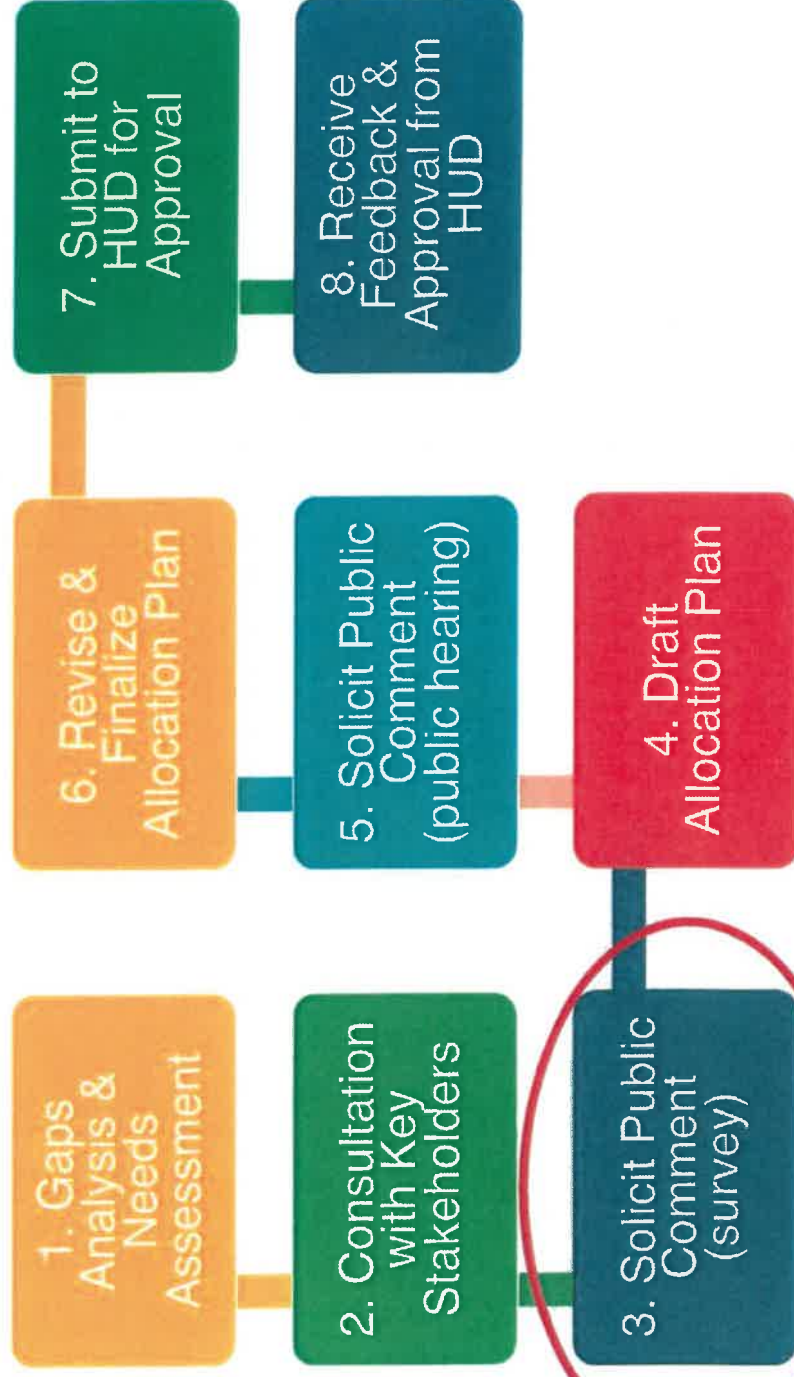 1. Gaps
Analysis &
Needs
Assessment
2. Consultation
with Key
Stakeholders
3. Solicit Public
Comment
(survey)
4. Draft
Allocation Plan
5. Solicit Public
Comment
(public hearing)
6. Revise &
Finalize
Allocation Plan
7. Submit to
HUD for
Approval
8. Receive
Feedback &
Approval from
HUD